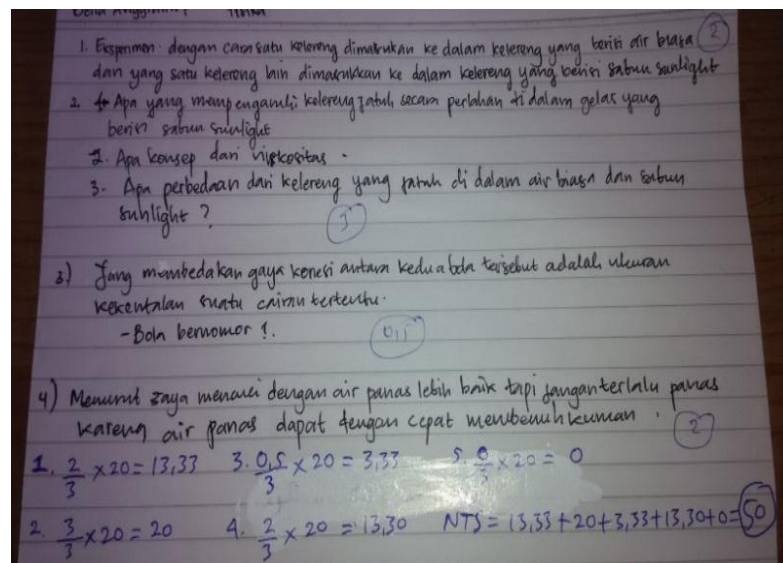 1. Eksperimen dengan cara satu kelereng dimasukan ke dalam kelereng yang berisi air biasa 2
dan yang satu kelereng lain dimasukkan ke dalam kelereng yang berisi sabun sunlight
2. 1. Apa yang mempengaruhi kelereng jatuh secara perlahan di dalam gelas yang
berisi sabun sunlight
2. Apa konsep dari viskositas.
3. Apa perbedaan dari kelereng yang jatuh di dalam air biasa dan sabun
sunlight? 3
3) Yang membedakan gaya antara kedua bola tersebut adalah ukuran
kekentalan suatu cairan tertentu.
- Bola bernomor 1. 0,5
4) Menurut saya mencuci dengan air panas lebih baik tapi jangan terlalu panas
karena air panas dapat dengan cepat membenuh kuman. 2
1. 2/3 x 20 = 13,33 3. 0,5/3 x 20 = 3,33 5. 0/3 x 20 = 0
2. 3/3 x 20 = 20 4. 2/3 x 20 = 13,30 NTS = 13,33+20+3,33+13,30+0=50